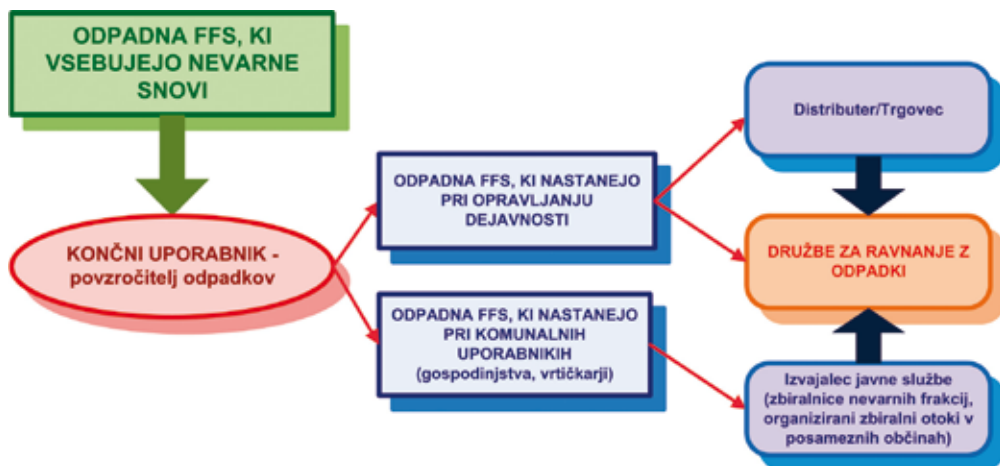 ODPADNA FFS, KI
VSEBUJEJO NEVARNE
SNOVI
KONČNI UPORABNIK -
povzročitelj odpadkov
ODPADNA FFS, KI NASTANEJO
PRI OPRAVLJANJU
DEJAVNOSTI
ODPADNA FFS, KI NASTANEJO
PRI KOMUNALNIH
UPORABNIKIH
(gospodinjstva, vrtičkarji)
Distributer/Trgovec
DRUŽBE ZA RAVNANJE Z
ODPADKI
Izvajalec javne službe
(zbiralnice nevarnih frakcij,
organizirani zbiralni otoki v
posameznih občinah)